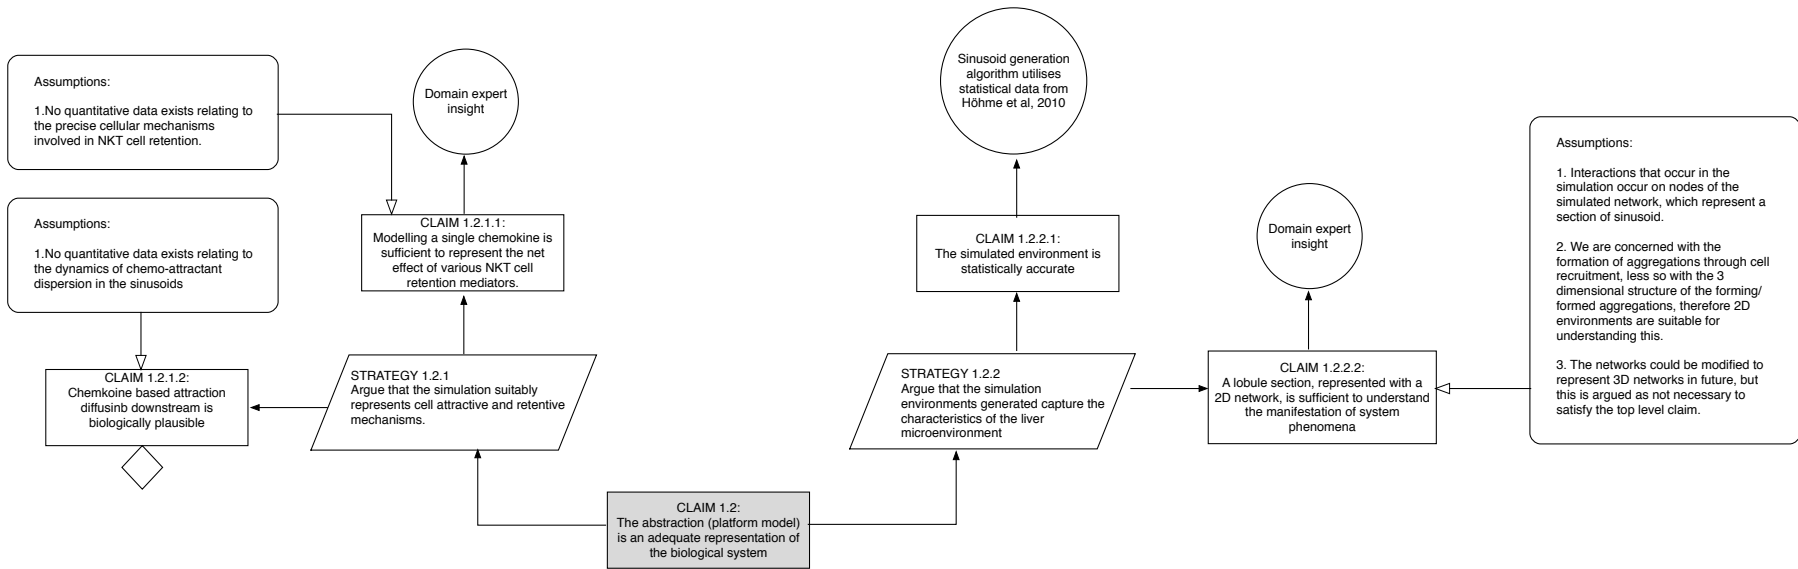 Assumptions:
1.No quantitative data exists relating to
the precise cellular mechanisms
involved in NKT cell retention.
Domain expert
insight
Sinusoid generation
algorithm utilises
statistical data from
Höhme et al, 2010
Assumptions:
1. Interactions that occur in the
simulation occur on nodes of the
simulated network, which represent a
section of sinusoid.
2. We are concerned with the
formation of aggregations through cell
recruitment, less so with the 3
dimensional structure of the forming/
formed aggregations, therefore 2D
environments are suitable for
understanding this.
3. The networks could be modified to
represent 3D networks in future, but
this is argued as not necessary to
satisfy the top level claim.
Assumptions:
1.No quantitative data exists relating to
the dynamics of chemo-attractant
dispersion in the sinusoids
CLAIM 1.2.1.1:
Modelling a single chemokine is
sufficient to represent the net
effect of various NKT cell
retention mediators.
CLAIM 1.2.2.1:
The simulated environment is
statistically accurate
Domain expert
insight
CLAIM 1.2.1.2:
Chemkoine based attraction
diffusinb downstream is
biologically plausible
STRATEGY 1.2.1
Argue that the simulation suitably
represents cell attractive and retentive
mechanisms.
STRATEGY 1.2.2
Argue that the simulation
environments generated capture the
characteristics of the liver
microenvironment
CLAIM 1.2.2.2:
A lobule section, represented with a
2D network, is sufficient to understand
the manifestation of system
phenomena
CLAIM 1.2:
The abstraction (platform model)
is an adequate representation of
the biological system